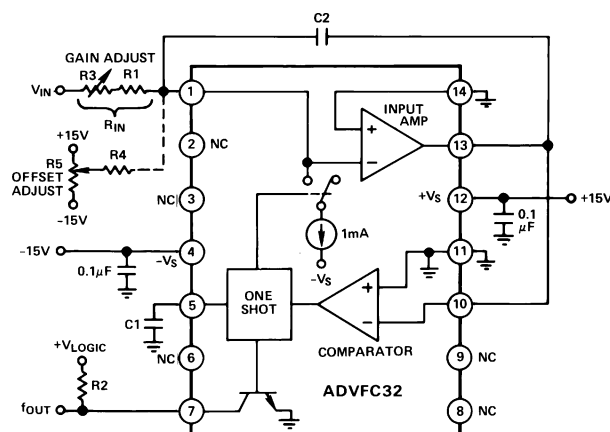 C2
GAIN ADJUST
R3
R1
VIN
RIN
1
14
+
−
INPUT
AMP
13
+15V
R5
OFFSET
ADJUST
−15V
R4
2
NC
NC
3
+VS
12
+15V
0.1
μF
1mA
−VS
−15V
4
−VS
0.1μF
11
5
C1
ONE
SHOT
+
−
10
COMPARATOR
+VLOGIC
R2
NC
6
9
NC
ADVFC32
fOUT
7
8
NC